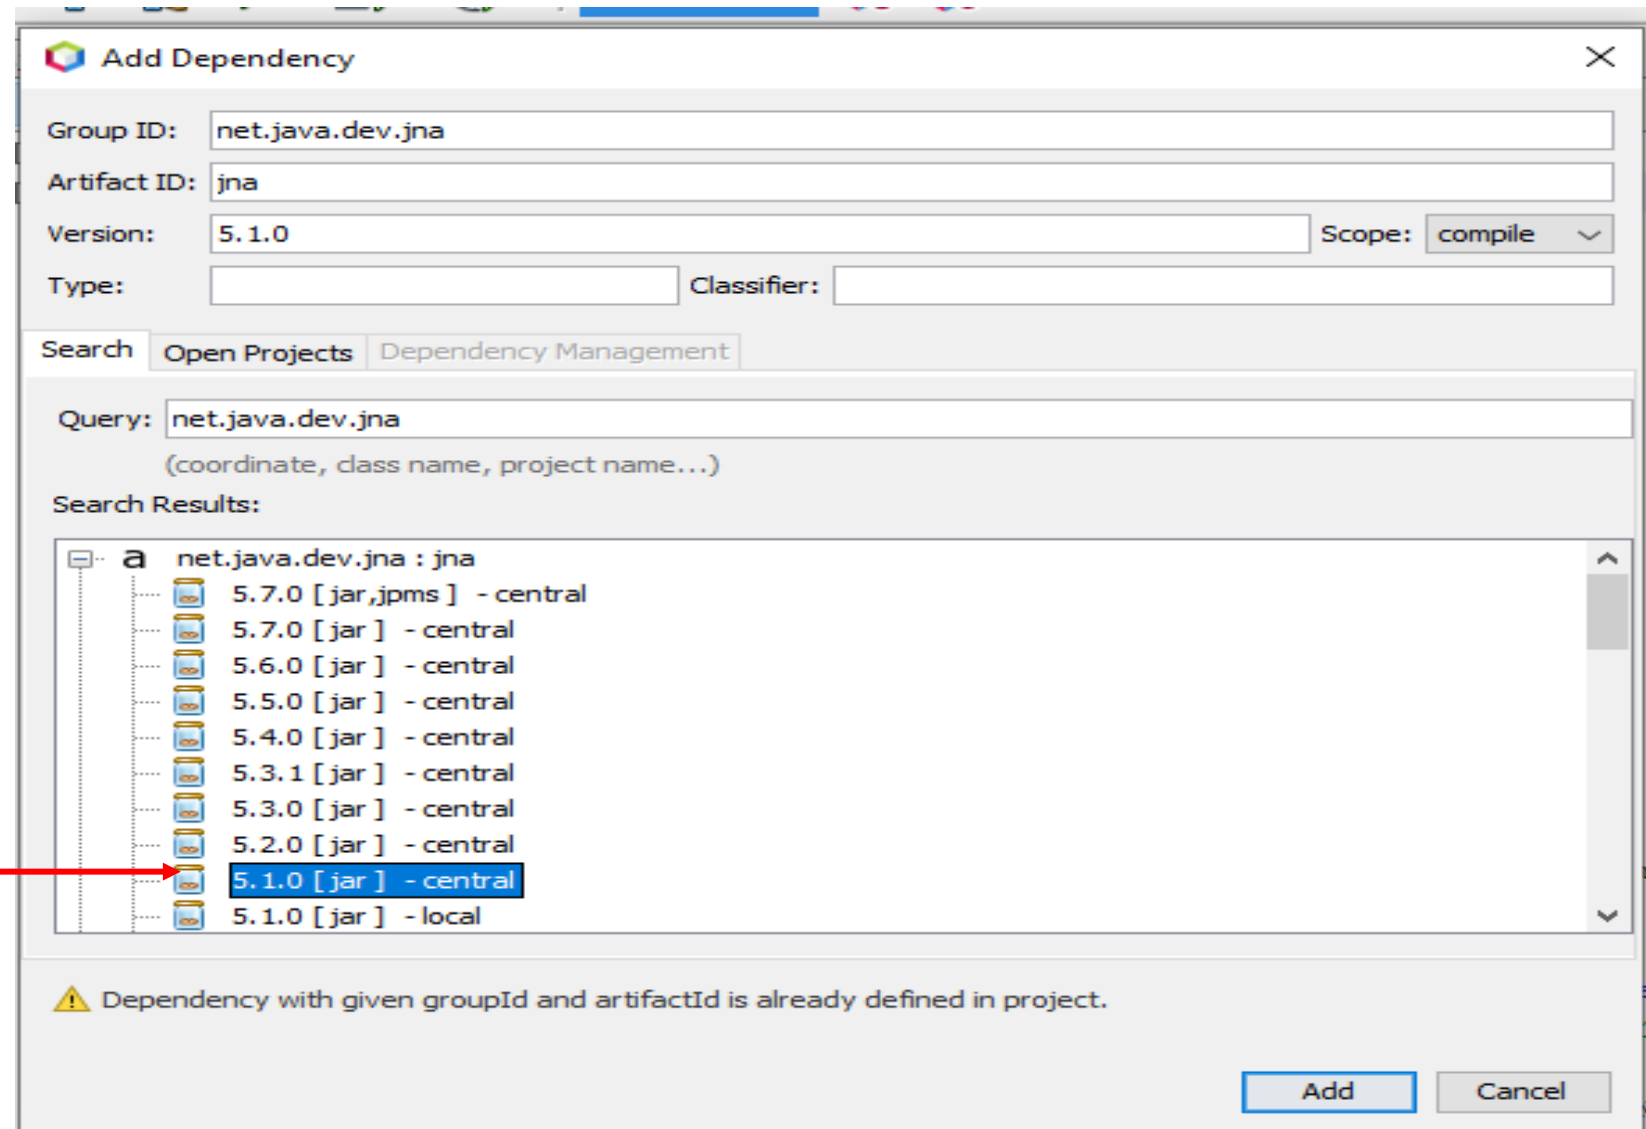 Add Dependency
Group ID: net.java.dev.jna
Artifact ID: jna
Version: 5.1.0 Scope: compile
Type: Classifier:
Search Open Projects Dependency Management
Query: net.java.dev.jna
(coordinate, class name, project name...)
Search Results:
a net.java.dev.jna : jna
5.7.0 [ jar,jpms ] - central
5.7.0 [ jar ] - central
5.6.0 [ jar ] - central
5.5.0 [ jar ] - central
5.4.0 [ jar ] - central
5.3.1 [ jar ] - central
5.3.0 [ jar ] - central
5.2.0 [ jar ] - central
5.1.0 [ jar ] - central
5.1.0 [ jar ] - local
Dependency with given groupId and artifactId is already defined in project.
Add Cancel